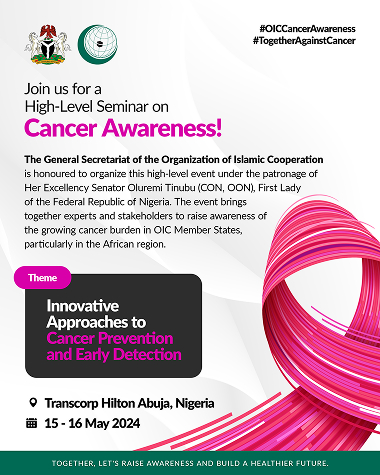 #OICCancerAwareness
#TogetherAgainstCancer
Join us for a
High-Level Seminar on
Cancer Awareness!
The General Secretariat of the Organization of Islamic Cooperation
is honoured to organize this high-level event under the patronage of
Her Excellency Senator Oluremi Tinubu (CON, OON), First Lady
of the Federal Republic of Nigeria. The event brings
together experts and stakeholders to raise awareness of
the growing cancer burden in OIC Member States,
particularly in the African region.
Theme
Innovative
Approaches to
Cancer Prevention
and Early Detection
Transcorp Hilton Abuja, Nigeria
15 - 16 May 2024
TOGETHER, LET'S RAISE AWARENESS AND BUILD A HEALTHIER FUTURE.